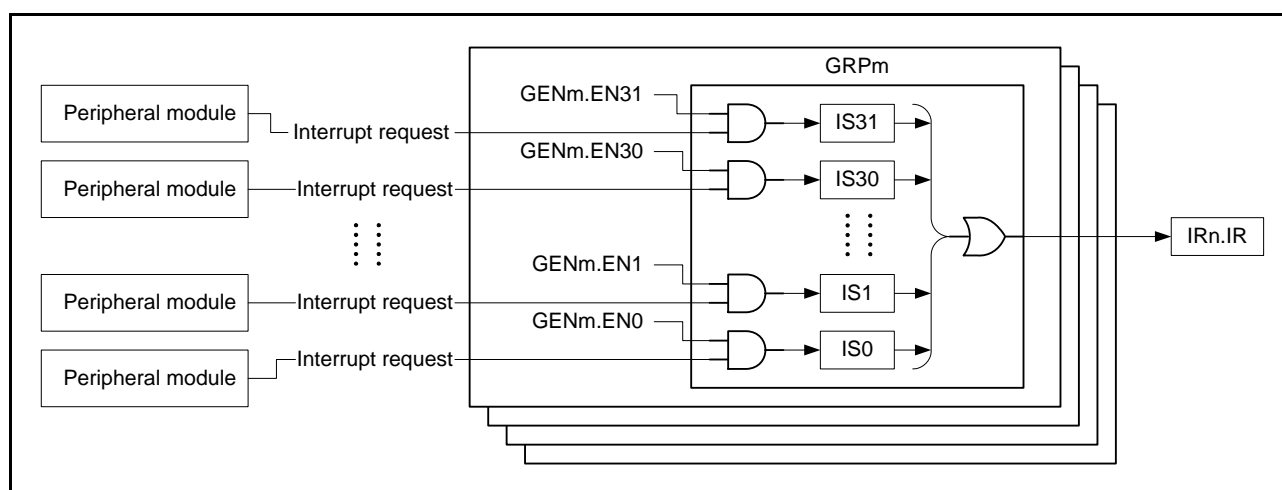 GRPm
GENm.EN31
Peripheral module
Interrupt request
IS31
GENm.EN30
Peripheral module
Interrupt request
IS30
IRn.IR
GENm.EN1
Peripheral module
Interrupt request
IS1
GENm.EN0
Peripheral module
Interrupt request
IS0